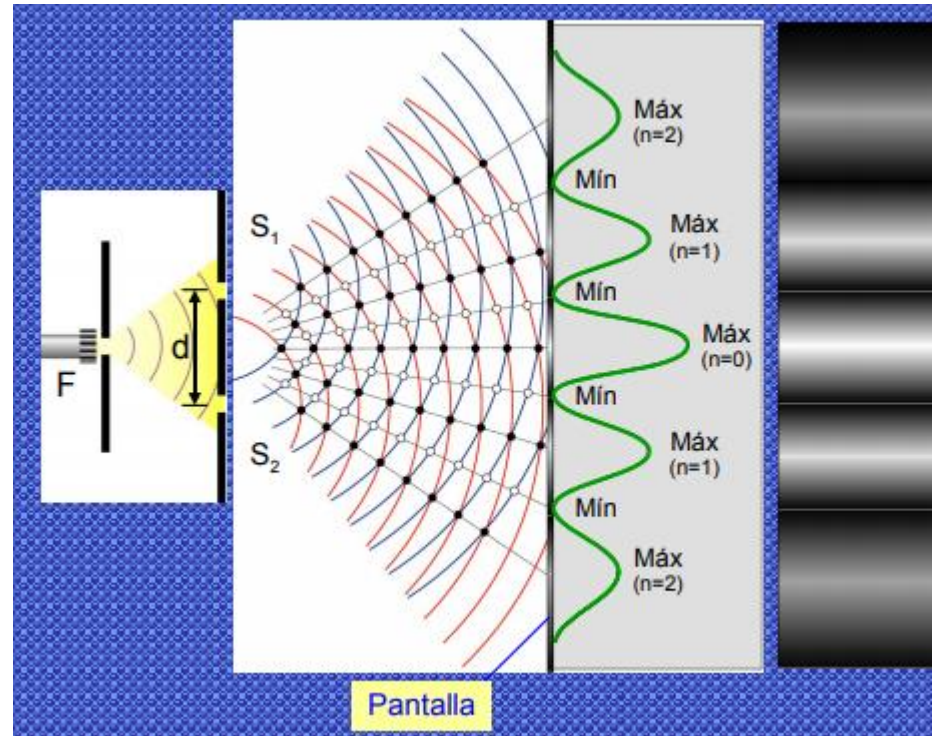 F
d
S1
S2
Máx
(n=2)
Mín
Máx
(n=1)
Mín
Máx
(n=0)
Mín
Máx
(n=1)
Mín
Máx
(n=2)
Pantalla